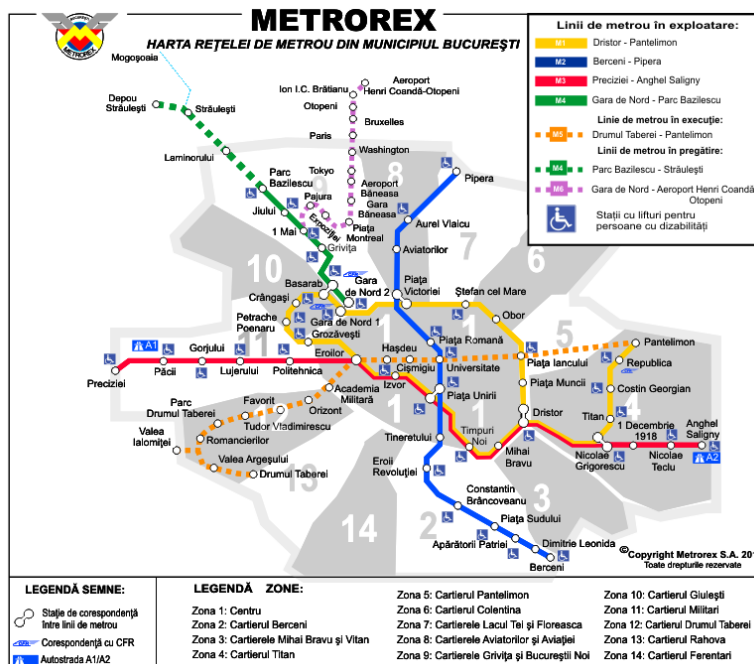 METROREX
HARTA REŢELEI DE METROU DIN MUNICIPIUL BUCUREŞTI
BUCUREŞTI
METROREX
Linii de metrou în exploatare:
M1 Dristor - Pantelimon
M2 Berceni - Pipera
M3 Preciziei - Anghel Saligny
M4 Gara de Nord - Parc Bazilescu
Linie de metrou în execuţie:
M5 Drumul Taberei - Pantelimon
Linii de metrou în pregătire:
M4 Parc Bazilescu - Străuleşti
M6 Gara de Nord - Aeroport Henri Coandă
Otopeni
Staţii cu lifturi pentru
persoane cu dizabilităţi
Mogoşoaia
Depou
Străuleşti
Străuleşti
Laminorului
Parc
Bazilescu
Jiului
1 Mai
Pajura
Expoziţiei
Griviţa
Basarab
Gara
de Nord 2
Gara de Nord 1
Ion I.C. Brătianu
Aeroport
Henri Coandă-Otopeni
Otopeni
Bruxelles
Paris
Washington
Tokyo
Aeroport
Băneasa
Gara
Băneasa
Piaţa
Montreal
Pipera
Aurel Vlaicu
Aviatorilor
Piaţa
Victoriei
Ştefan cel Mare
Obor
Crângaşi
Petrache
Poenaru
Grozăveşti
Eroilor
Haşdeu
Cişmigiu
Izvor
Piaţa Romană
Universitate
Piaţa Unirii
Piaţa Iancului
Piaţa Muncii
Dristor
Pantelimon
Republica
Costin Georgian
Titan
1 Decembrie
1918
Anghel
Saligny
Nicolae
Grigorescu
Nicolae
Teclu
A2
A1
Preciziei
Păcii
Gorjului
Lujerului
Politehnica
Academia
Militară
Orizont
Favorit
Tudor Vladimirescu
Parc
Drumul Taberei
Romancierilor
Valea
Ialomiţei
Valea Argeşului
Drumul Taberei
Timpuri
Noi
Mihai
Bravu
Tineretului
Eroii
Revoluţiei
Constantin
Brâncoveanu
Piaţa Sudului
Apărătorii Patriei
Dimitrie Leonida
Berceni
1
1
1
1
2
3
4
5
6
7
8
9
10
11
13
14
©Copyright Metrorex S.A. 201
Toate drepturile rezervate
LEGENDĂ SEMNE:
Staţie de corespondenţă
între linii de metrou
Corespondenţă cu CFR
Autostrada A1/A2
LEGENDĂ ZONE:
Zona 1: Centru
Zona 2: Cartierul Berceni
Zona 3: Cartierele Mihai Bravu şi Vitan
Zona 4: Cartierul Titan
Zona 5: Cartierul Pantelimon
Zona 6: Cartierul Colentina
Zona 7: Cartierele Lacul Tei şi Floreasca
Zona 8: Cartierele Aviatorilor şi Aviaţiei
Zona 9: Cartierele Griviţa şi Bucureştii Noi
Zona 10: Cartierul Giuleşti
Zona 11: Cartierul Militari
Zona 12: Cartierul Drumul Taberei
Zona 13: Cartierul Rahova
Zona 14: Cartierul Ferentari